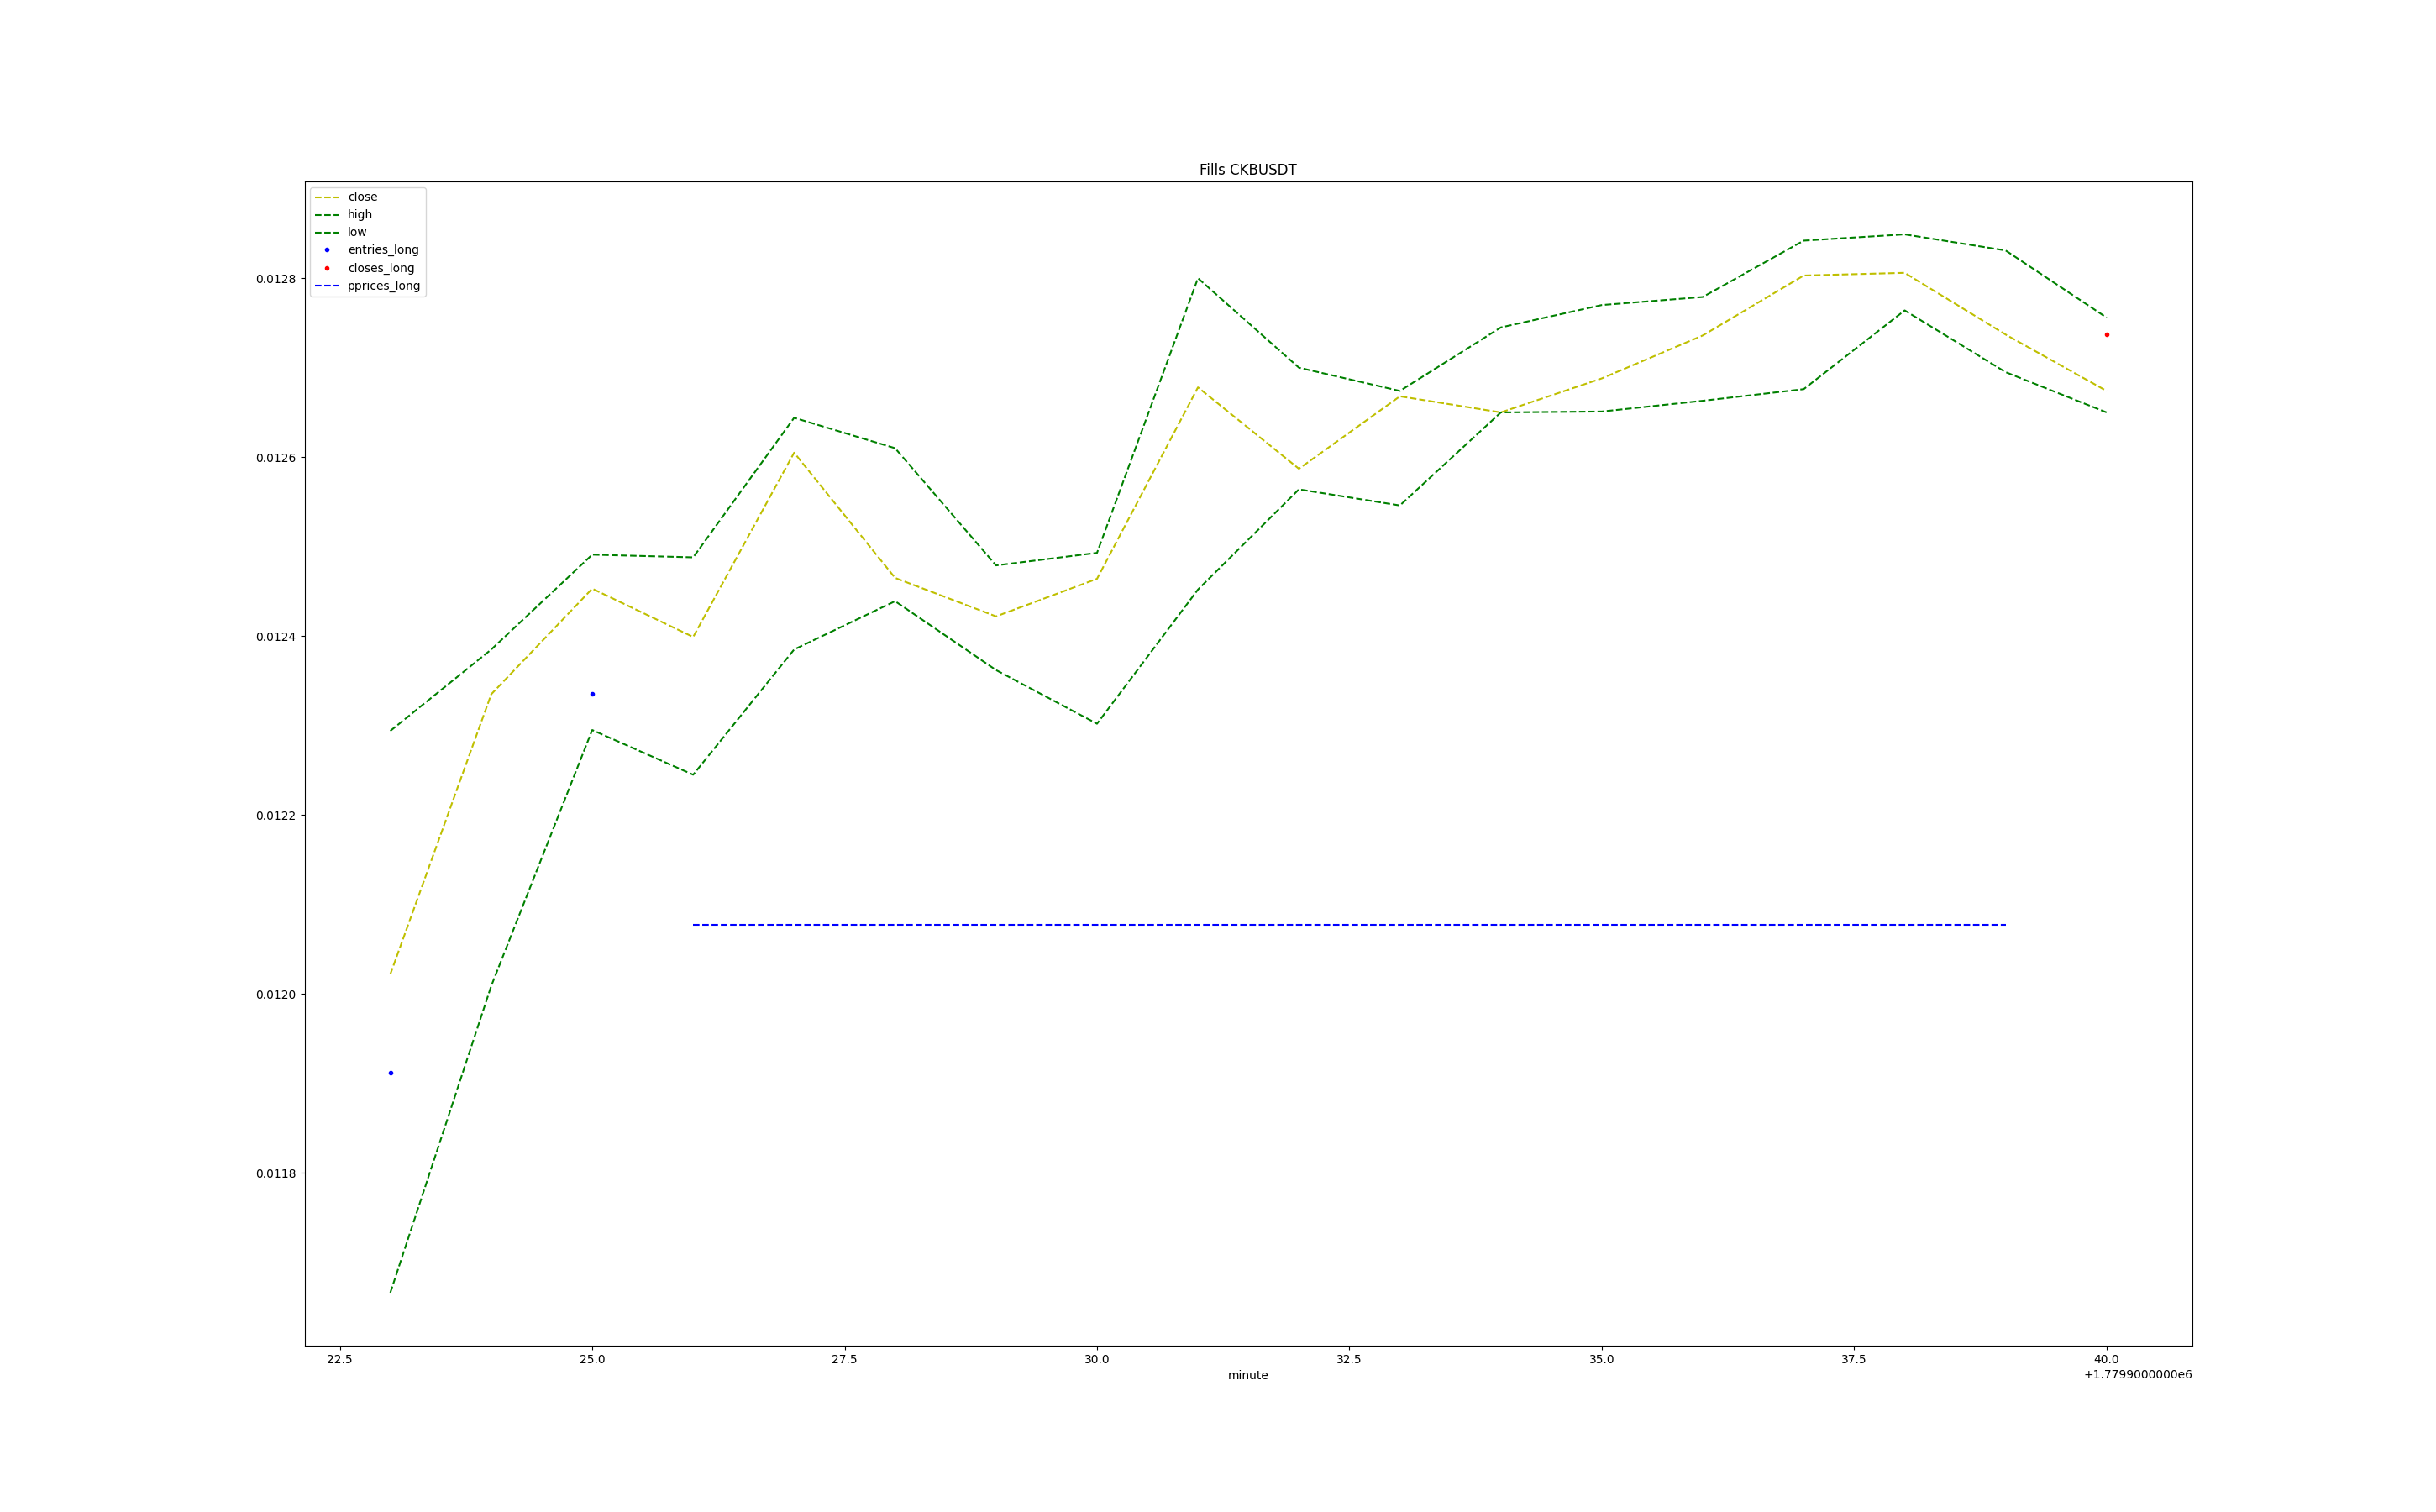 Fills CKBUSDT
close
high
low
entries_long
closes_long
pprices_long
0.0128
0.0126
0.0124
0.0122
0.0120
0.0118
22.5 25.0 27.5 30.0 32.5 35.0 37.5 40.0
minute
+1.7799000000e6